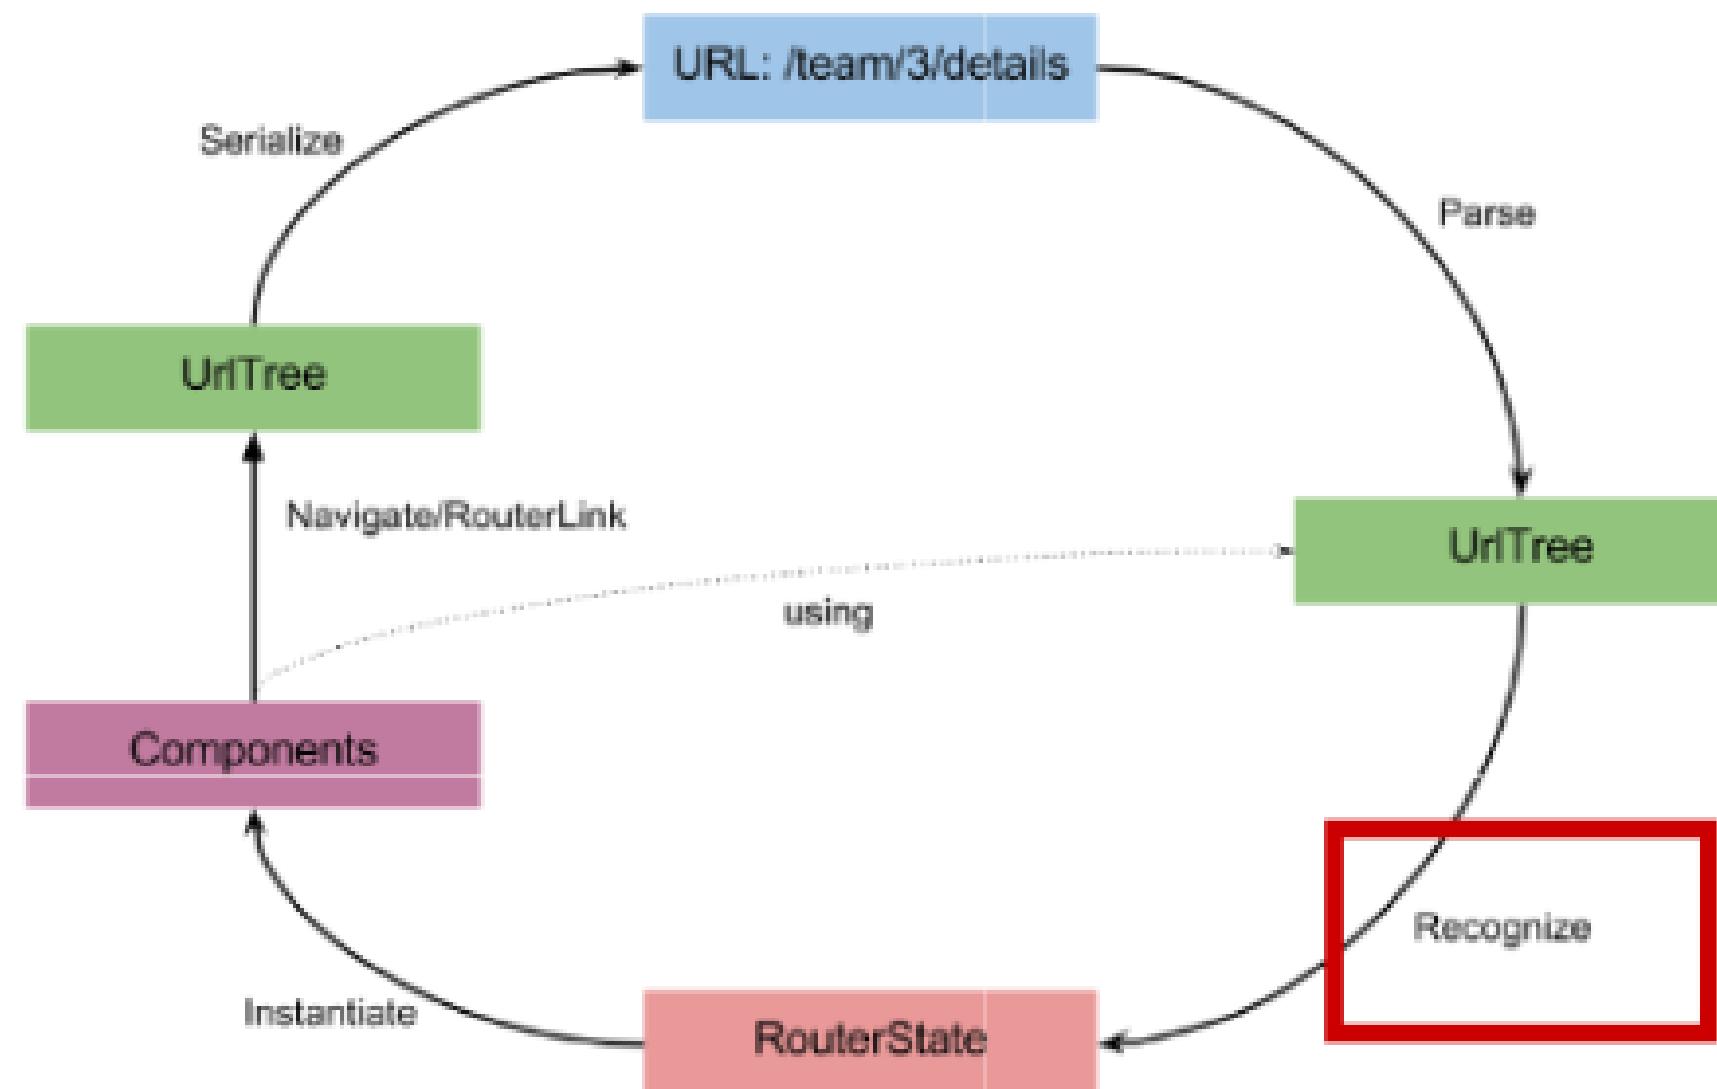 URL: /team/3/details
Serialize
Parse
UrlTree
Navigate/RouterLink
UrlTree
using
Components
Recognize
Instantiate
RouterState